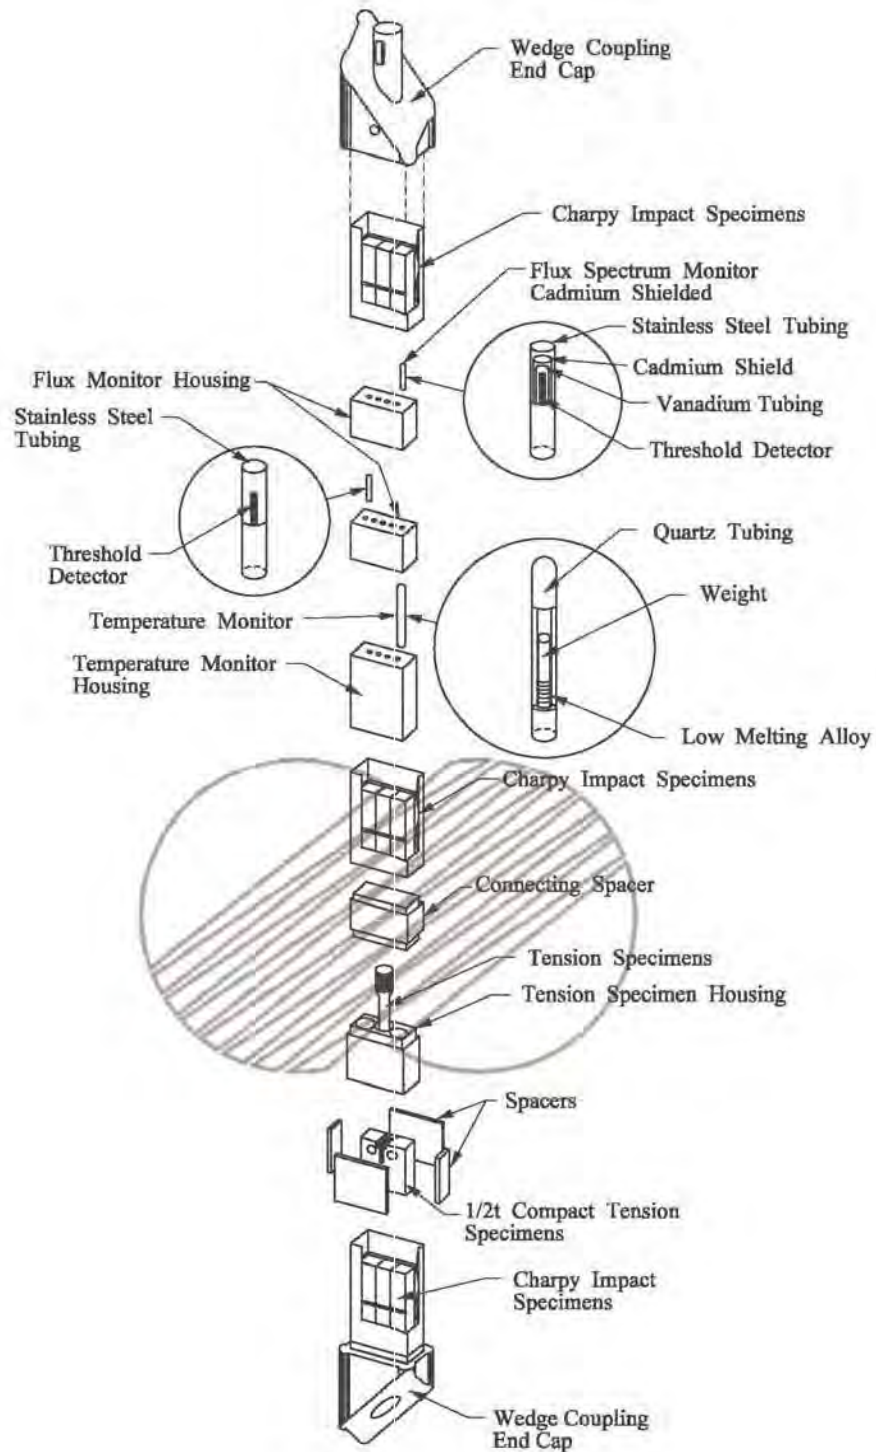 Wedge Coupling
End Cap
Charpy Impact Specimens
Flux Spectrum Monitor
Cadmium Shielded
Stainless Steel Tubing
Cadmium Shield
Vanadium Tubing
Threshold Detector
Flux Monitor Housing
Stainless Steel
Tubing
Threshold
Detector
Quartz Tubing
Weight
Low Melting Alloy
Temperature Monitor
Temperature Monitor
Housing
Charpy Impact Specimens
Connecting Spacer
Tension Specimens
Tension Specimen Housing
Spacers
1/2t Compact Tension
Specimens
Charpy Impact
Specimens
Wedge Coupling
End Cap